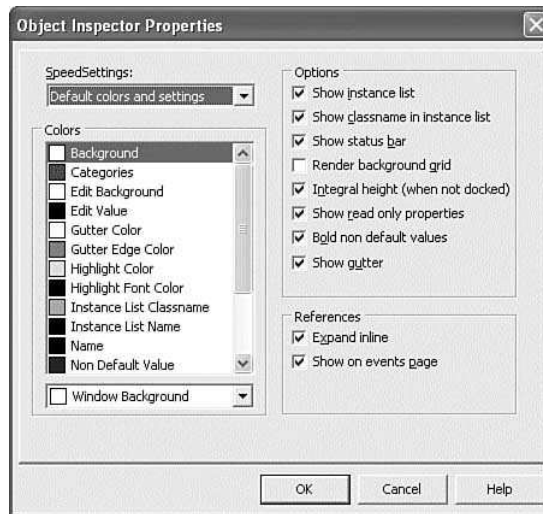 Object Inspector Properties
SpeedSettings:
Default colors and settings
Colors
Background
Categories
Edit Background
Edit Value
Gutter Color
Gutter Edge Color
Highlight Color
Highlight Font Color
Instance List Classname
Instance List Name
Name
Non Default Value
Window Background
Options
Show instance list
Show classname in instance list
Show status bar
Render background grid
Integral height (when not docked)
Show read only properties
Bold non default values
Show gutter
References
Expand inline
Show on events page
OK
Cancel
Help